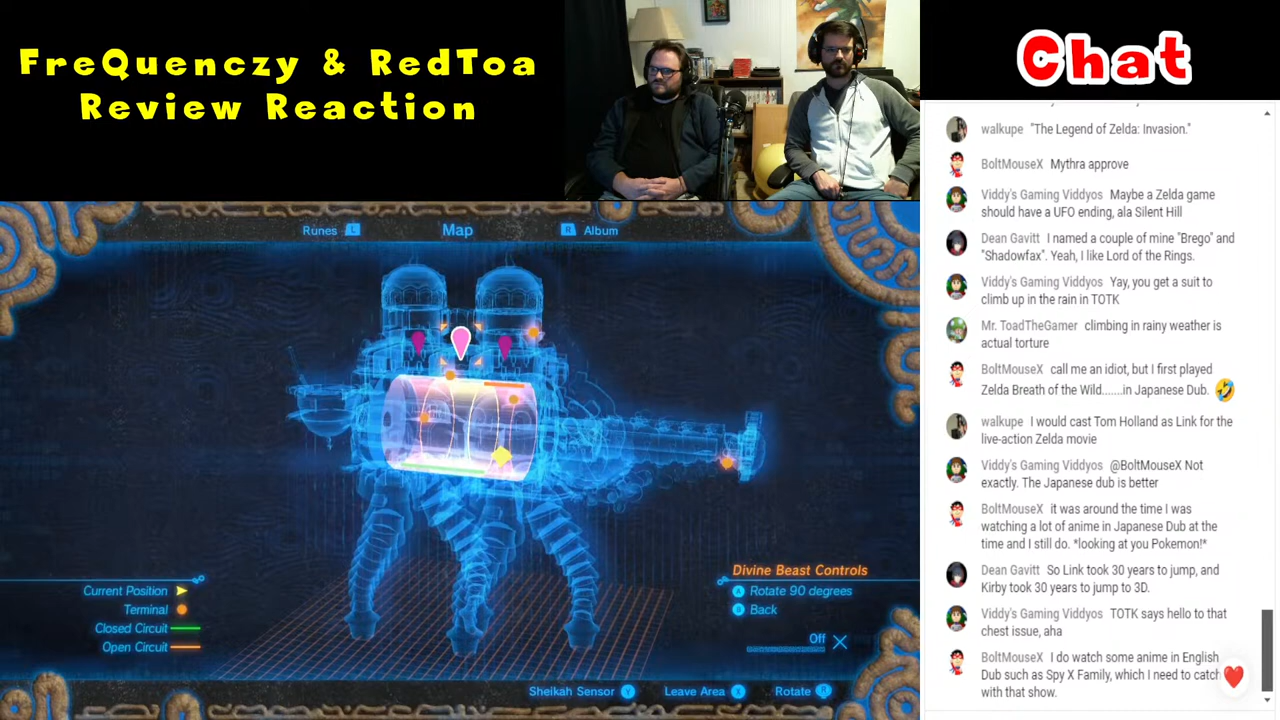 FreQuenczy & RedToa
Review Reaction
Chat
walkupe "The Legend of Zelda: Invasion."
BoltMouseX Mythra approve
Viddy's Gaming Viddyos Maybe a Zelda game
should have a UFO ending, ala Silent Hill
Dean Gavitt I named a couple of mine "Brego" and
"Shadowfax". Yeah, I like Lord of the Rings.
Viddy's Gaming Viddyos Yay, you get a suit to
climb up in the rain in TOTK
Mr. ToadTheGamer climbing in rainy weather is
actual torture
BoltMouseX call me an idiot, but I first played
Zelda Breath of the Wild.......in Japanese Dub. 🤣
walkupe I would cast Tom Holland as Link for the
live-action Zelda movie
Viddy's Gaming Viddyos @BoltMouseX Not
exactly. The Japanese dub is better
BoltMouseX it was around the time I was
watching a lot of anime in Japanese Dub at the
time and I still do. *looking at you Pokemon!*
Dean Gavitt So Link took 30 years to jump, and
Kirby took 30 years to jump to 3D.
Viddy's Gaming Viddyos TOTK says hello to that
chest issue, aha
BoltMouseX I do watch some anime in English
Dub such as Spy X Family, which I need to catch
with that show.
Runes L Map R Album
Current Position
Terminal
Closed Circuit
Open Circuit
Divine Beast Controls
A Rotate 90 degrees
B Back
Off
Sheikah Sensor Y Leave Area X Rotate R